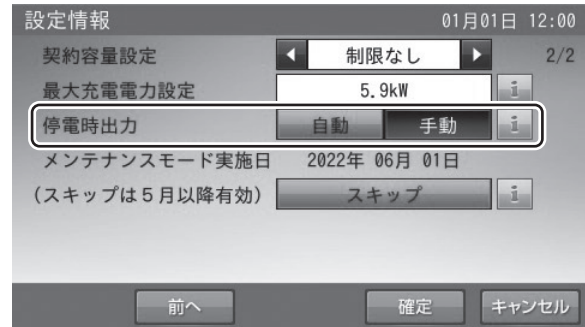 設定情報 01月01日 12:00
契約容量設定 ◀ 制限なし ▶ 2/2
最大充電電力設定 5.9kW i
停電時出力 自動 手動 i
メンテナンスモード実施日 2022年 06月 01日
(スキップは5月以降有効) スキップ i
前へ 確定 キャンセル